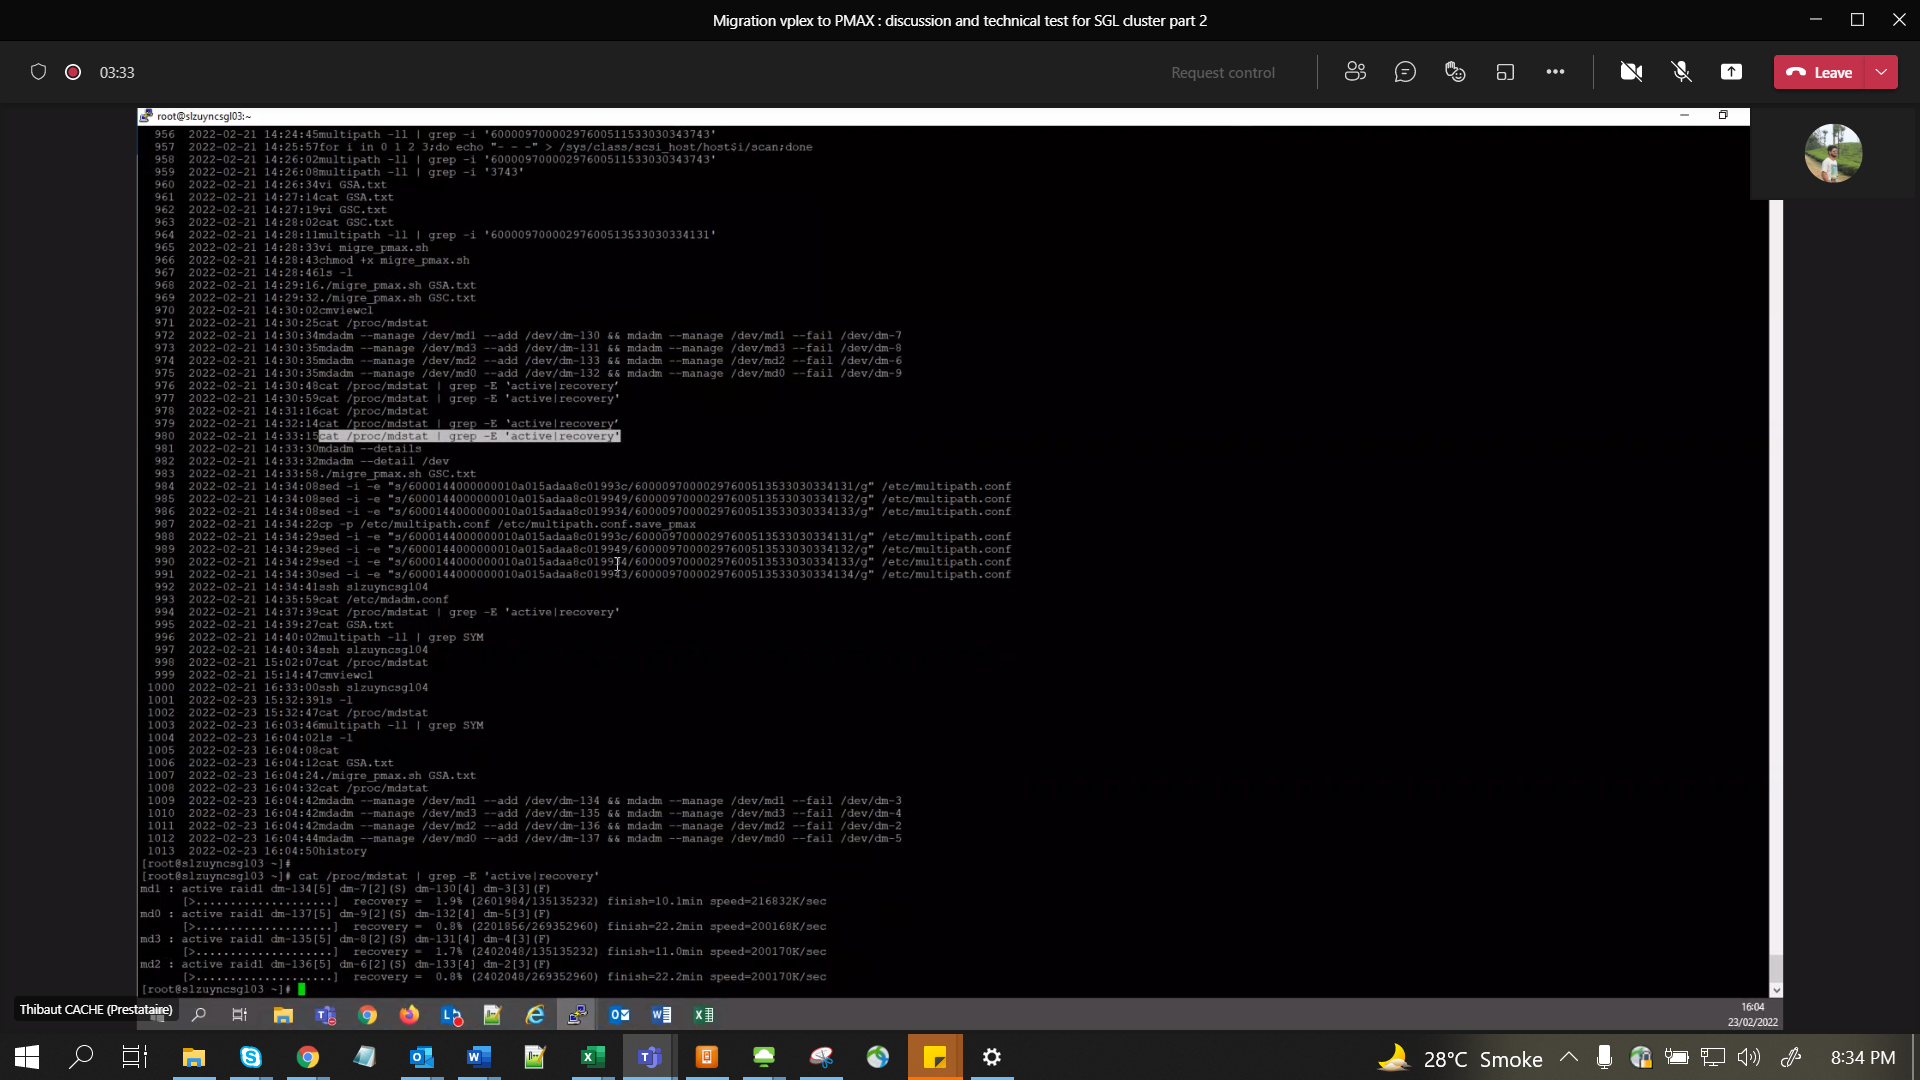 Migration vplex to PMAX : discussion and technical test for SGL cluster part 2
03:33
Request control
Leave
root@slzuyncsgl03:~
956 2022-02-21 14:24:45multipath -ll | grep -i '60000970000297600511533030343743'
957 2022-02-21 14:25:57for i in 0 1 2 3;do echo "- - -" > /sys/class/scsi_host/host$i/scan;done
958 2022-02-21 14:26:02multipath -ll | grep -i '60000970000297600511533030343743'
959 2022-02-21 14:26:08multipath -ll | grep -i '3743'
960 2022-02-21 14:26:34vi GSA.txt
961 2022-02-21 14:27:14cat GSA.txt
962 2022-02-21 14:27:19vi GSC.txt
963 2022-02-21 14:28:02cat GSC.txt
964 2022-02-21 14:28:11multipath -ll | grep -i '60000970000297600513533030334131'
965 2022-02-21 14:28:33vi migre_pmax.sh
966 2022-02-21 14:28:43chmod +x migre_pmax.sh
967 2022-02-21 14:28:46ls -l
968 2022-02-21 14:29:16./migre_pmax.sh GSA.txt
969 2022-02-21 14:29:32./migre_pmax.sh GSC.txt
970 2022-02-21 14:30:02cmviewcl
971 2022-02-21 14:30:25cat /proc/mdstat
972 2022-02-21 14:30:34mdadm --manage /dev/md1 --add /dev/dm-130 && mdadm --manage /dev/md1 --fail /dev/dm-7
973 2022-02-21 14:30:35mdadm --manage /dev/md3 --add /dev/dm-131 && mdadm --manage /dev/md3 --fail /dev/dm-8
974 2022-02-21 14:30:35mdadm --manage /dev/md2 --add /dev/dm-133 && mdadm --manage /dev/md2 --fail /dev/dm-6
975 2022-02-21 14:30:35mdadm --manage /dev/md0 --add /dev/dm-132 && mdadm --manage /dev/md0 --fail /dev/dm-9
976 2022-02-21 14:30:48cat /proc/mdstat | grep -E 'active|recovery'
977 2022-02-21 14:30:59cat /proc/mdstat | grep -E 'active|recovery'
978 2022-02-21 14:31:16cat /proc/mdstat
979 2022-02-21 14:32:14cat /proc/mdstat | grep -E 'active|recovery'
980 2022-02-21 14:33:15cat /proc/mdstat | grep -E 'active|recovery'
981 2022-02-21 14:33:30mdadm --details
982 2022-02-21 14:33:32mdadm --detail /dev
983 2022-02-21 14:33:58./migre_pmax.sh GSC.txt
984 2022-02-21 14:34:08sed -i -e "s/6000144000000010a015adaa8c01993c/60000970000297600513533030334131/g" /etc/multipath.conf
985 2022-02-21 14:34:08sed -i -e "s/6000144000000010a015adaa8c019949/60000970000297600513533030334132/g" /etc/multipath.conf
986 2022-02-21 14:34:08sed -i -e "s/6000144000000010a015adaa8c019934/60000970000297600513533030334133/g" /etc/multipath.conf
987 2022-02-21 14:34:22cp -p /etc/multipath.conf /etc/multipath.conf.save_pmax
988 2022-02-21 14:34:29sed -i -e "s/6000144000000010a015adaa8c01993c/60000970000297600513533030334131/g" /etc/multipath.conf
989 2022-02-21 14:34:29sed -i -e "s/6000144000000010a015adaa8c019949/60000970000297600513533030334132/g" /etc/multipath.conf
990 2022-02-21 14:34:29sed -i -e "s/6000144000000010a015adaa8c019934/60000970000297600513533030334133/g" /etc/multipath.conf
991 2022-02-21 14:34:30sed -i -e "s/6000144000000010a015adaa8c019943/60000970000297600513533030334134/g" /etc/multipath.conf
992 2022-02-21 14:34:41ssh slzuyncsgl04
993 2022-02-21 14:35:59cat /etc/mdadm.conf
994 2022-02-21 14:37:39cat /proc/mdstat | grep -E 'active|recovery'
995 2022-02-21 14:39:27cat GSA.txt
996 2022-02-21 14:40:02multipath -ll | grep SYM
997 2022-02-21 14:40:34ssh slzuyncsgl04
998 2022-02-21 15:02:07cat /proc/mdstat
999 2022-02-21 15:14:47cmviewcl
1000 2022-02-21 16:33:00ssh slzuyncsgl04
1001 2022-02-23 15:32:39ls -l
1002 2022-02-23 15:32:47cat /proc/mdstat
1003 2022-02-23 16:03:46multipath -ll | grep SYM
1004 2022-02-23 16:04:02ls -l
1005 2022-02-23 16:04:08cat
1006 2022-02-23 16:04:12cat GSA.txt
1007 2022-02-23 16:04:24./migre_pmax.sh GSA.txt
1008 2022-02-23 16:04:32cat /proc/mdstat
1009 2022-02-23 16:04:42mdadm --manage /dev/md1 --add /dev/dm-134 && mdadm --manage /dev/md1 --fail /dev/dm-3
1010 2022-02-23 16:04:42mdadm --manage /dev/md3 --add /dev/dm-135 && mdadm --manage /dev/md3 --fail /dev/dm-4
1011 2022-02-23 16:04:42mdadm --manage /dev/md2 --add /dev/dm-136 && mdadm --manage /dev/md2 --fail /dev/dm-2
1012 2022-02-23 16:04:44mdadm --manage /dev/md0 --add /dev/dm-137 && mdadm --manage /dev/md0 --fail /dev/dm-5
1013 2022-02-23 16:04:50history
[root@slzuyncsgl03 ~]#
[root@slzuyncsgl03 ~]# cat /proc/mdstat | grep -E 'active|recovery'
md1 : active raid1 dm-134[5] dm-7[2](S) dm-130[4] dm-3[3](F)
[>....................] recovery = 1.9% (2601984/135135232) finish=10.1min speed=216832K/sec
md0 : active raid1 dm-137[5] dm-9[2](S) dm-132[4] dm-5[3](F)
[>....................] recovery = 0.8% (2201856/269352960) finish=22.2min speed=200168K/sec
md3 : active raid1 dm-135[5] dm-8[2](S) dm-131[4] dm-4[3](F)
[>....................] recovery = 1.7% (2402048/135135232) finish=11.0min speed=200170K/sec
md2 : active raid1 dm-136[5] dm-6[2](S) dm-133[4] dm-2[3](F)
[>....................] recovery = 0.8% (2402048/269352960) finish=22.2min speed=200170K/sec
[root@slzuyncsgl03 ~]#
Thibaut CACHE (Prestataire)
16:04
23/02/2022
28°C Smoke
8:34 PM